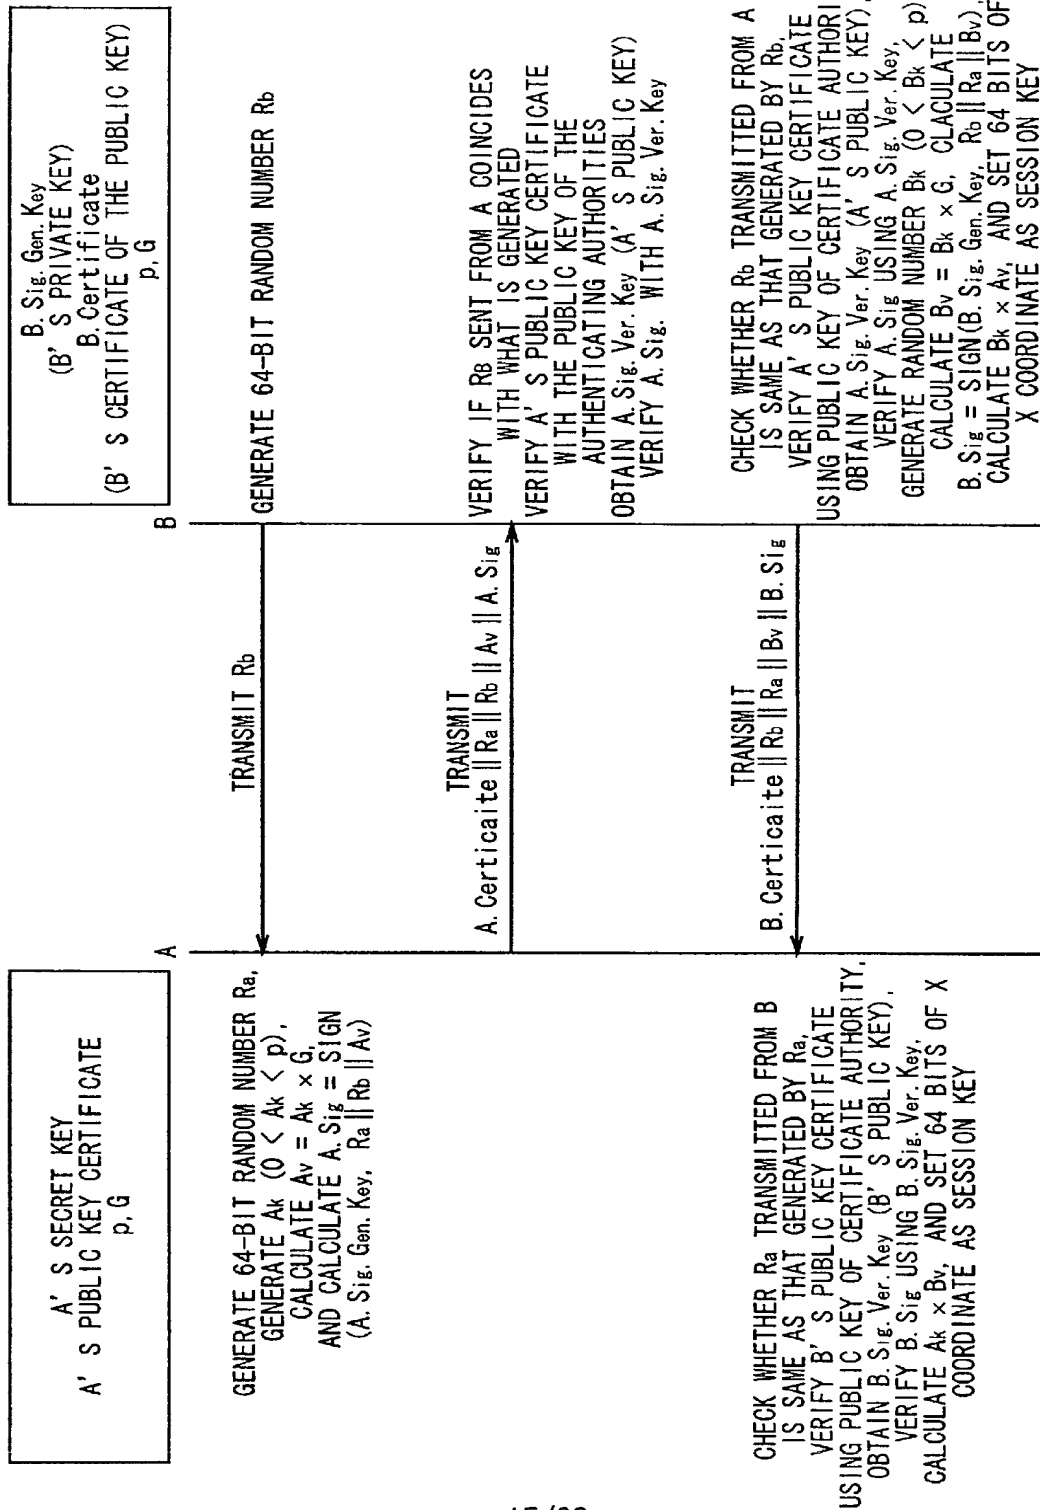 A' S SECRET KEY
A' S PUBLIC KEY CERTIFICATE
p, G
B. Sig. Gen. Key
(B' S PRIVATE KEY)
B. Certificate
(B' S CERTIFICATE OF THE PUBLIC KEY)
p, G
A
B
GENERATE 64-BIT RANDOM NUMBER Rb
TRANSMIT Rb
GENERATE 64-BIT RANDOM NUMBER Ra,
GENERATE Ak (0 < Ak < p),
CALCULATE Av = Ak × G,
AND CALCULATE A. Sig = SIGN
(A. Sig. Gen. Key, Ra || Rb || Av)
TRANSMIT
A. Certicaite || Ra || Rb || Av || A. Sig
VERIFY IF RB SENT FROM A COINCIDES
WITH WHAT IS GENERATED
VERIFY A' S PUBLIC KEY CERTIFICATE
WITH THE PUBLIC KEY OF THE
AUTHENTICATING AUTHORITIES
OBTAIN A. Sig. Ver. Key (A' S PUBLIC KEY)
VERIFY A. Sig. WITH A. Sig. Ver. Key
CHECK WHETHER Rb TRANSMITTED FROM A
IS SAME AS THAT GENERATED BY Rb,
VERIFY A' S PUBLIC KEY CERTIFICATE
USING PUBLIC KEY OF CERTIFICATE AUTHORI
OBTAIN A. Sig. Ver. Key (A' S PUBLIC KEY),
VERIFY A. Sig USING A. Sig. Ver. Key,
GENERATE RANDOM NUMBER Bk (0 < Bk < p)
CALCULATE Bv = Bk × G, CLACULATE
B. Sig = SIGN(B. Sig. Gen. Key, Rb || Ra || Bv),
CALCULATE Bk × Av, AND SET 64 BITS OF
X COORDINATE AS SESSION KEY
TRANSMIT
B. Certicaite || Rb || Ra || Bv || B. Sig
CHECK WHETHER Ra TRANSMITTED FROM B
IS SAME AS THAT GENERATED BY Ra,
VERIFY B' S PUBLIC KEY CERTIFICATE
USING PUBLIC KEY OF CERTIFICATE AUTHORITY,
OBTAIN B. Sig. Ver. Key (B' S PUBLIC KEY),
VERIFY B. Sig USING B. Sig. Ver. Key,
CALCULATE Ak × Bv, AND SET 64 BITS OF X
COORDINATE AS SESSION KEY